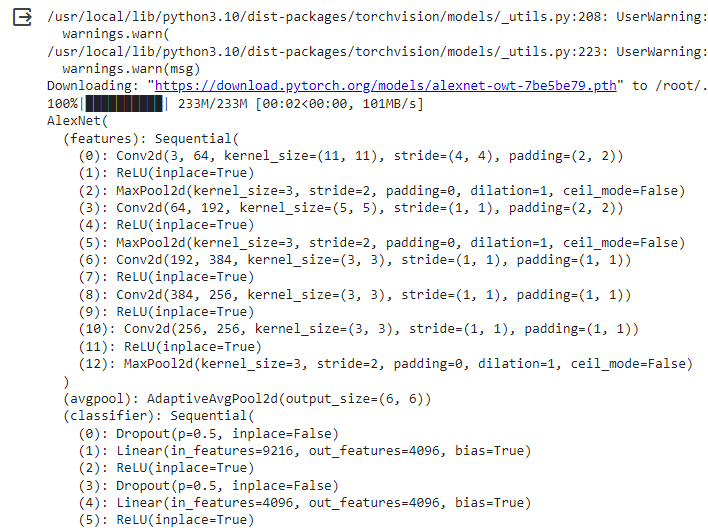 /usr/local/lib/python3.10/dist-packages/torchvision/models/_utils.py:208: UserWarning:
warnings.warn(
/usr/local/lib/python3.10/dist-packages/torchvision/models/_utils.py:223: UserWarning:
warnings.warn(msg)
Downloading: "https://download.pytorch.org/models/alexnet-owt-7be5be79.pth" to /root/.
100%|██████████| 233M/233M [00:02<00:00, 101MB/s]
AlexNet(
  (features): Sequential(
    (0): Conv2d(3, 64, kernel_size=(11, 11), stride=(4, 4), padding=(2, 2))
    (1): ReLU(inplace=True)
    (2): MaxPool2d(kernel_size=3, stride=2, padding=0, dilation=1, ceil_mode=False)
    (3): Conv2d(64, 192, kernel_size=(5, 5), stride=(1, 1), padding=(2, 2))
    (4): ReLU(inplace=True)
    (5): MaxPool2d(kernel_size=3, stride=2, padding=0, dilation=1, ceil_mode=False)
    (6): Conv2d(192, 384, kernel_size=(3, 3), stride=(1, 1), padding=(1, 1))
    (7): ReLU(inplace=True)
    (8): Conv2d(384, 256, kernel_size=(3, 3), stride=(1, 1), padding=(1, 1))
    (9): ReLU(inplace=True)
    (10): Conv2d(256, 256, kernel_size=(3, 3), stride=(1, 1), padding=(1, 1))
    (11): ReLU(inplace=True)
    (12): MaxPool2d(kernel_size=3, stride=2, padding=0, dilation=1, ceil_mode=False)
  )
  (avgpool): AdaptiveAvgPool2d(output_size=(6, 6))
  (classifier): Sequential(
    (0): Dropout(p=0.5, inplace=False)
    (1): Linear(in_features=9216, out_features=4096, bias=True)
    (2): ReLU(inplace=True)
    (3): Dropout(p=0.5, inplace=False)
    (4): Linear(in_features=4096, out_features=4096, bias=True)
    (5): ReLU(inplace=True)